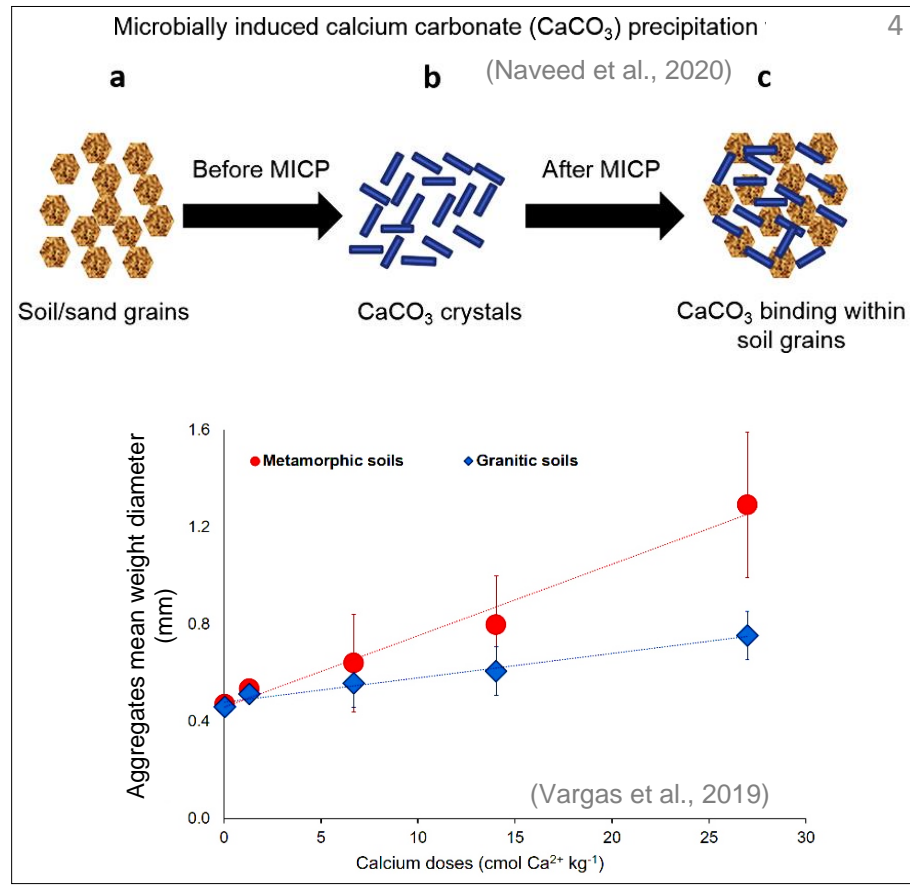 Microbially induced calcium carbonate (CaCO₃) precipitation
4
(Naveed et al., 2020)
a
b
c
Before MICP
After MICP
Soil/sand grains
CaCO₃ crystals
CaCO₃ binding within
soil grains
Aggregates mean weight diameter
(mm)
1.6
1.2
0.8
0.4
0.0
Metamorphic soils
Granitic soils
(Vargas et al., 2019)
0
5
10
15
20
25
30
Calcium doses (cmol Ca²⁺ kg⁻¹)